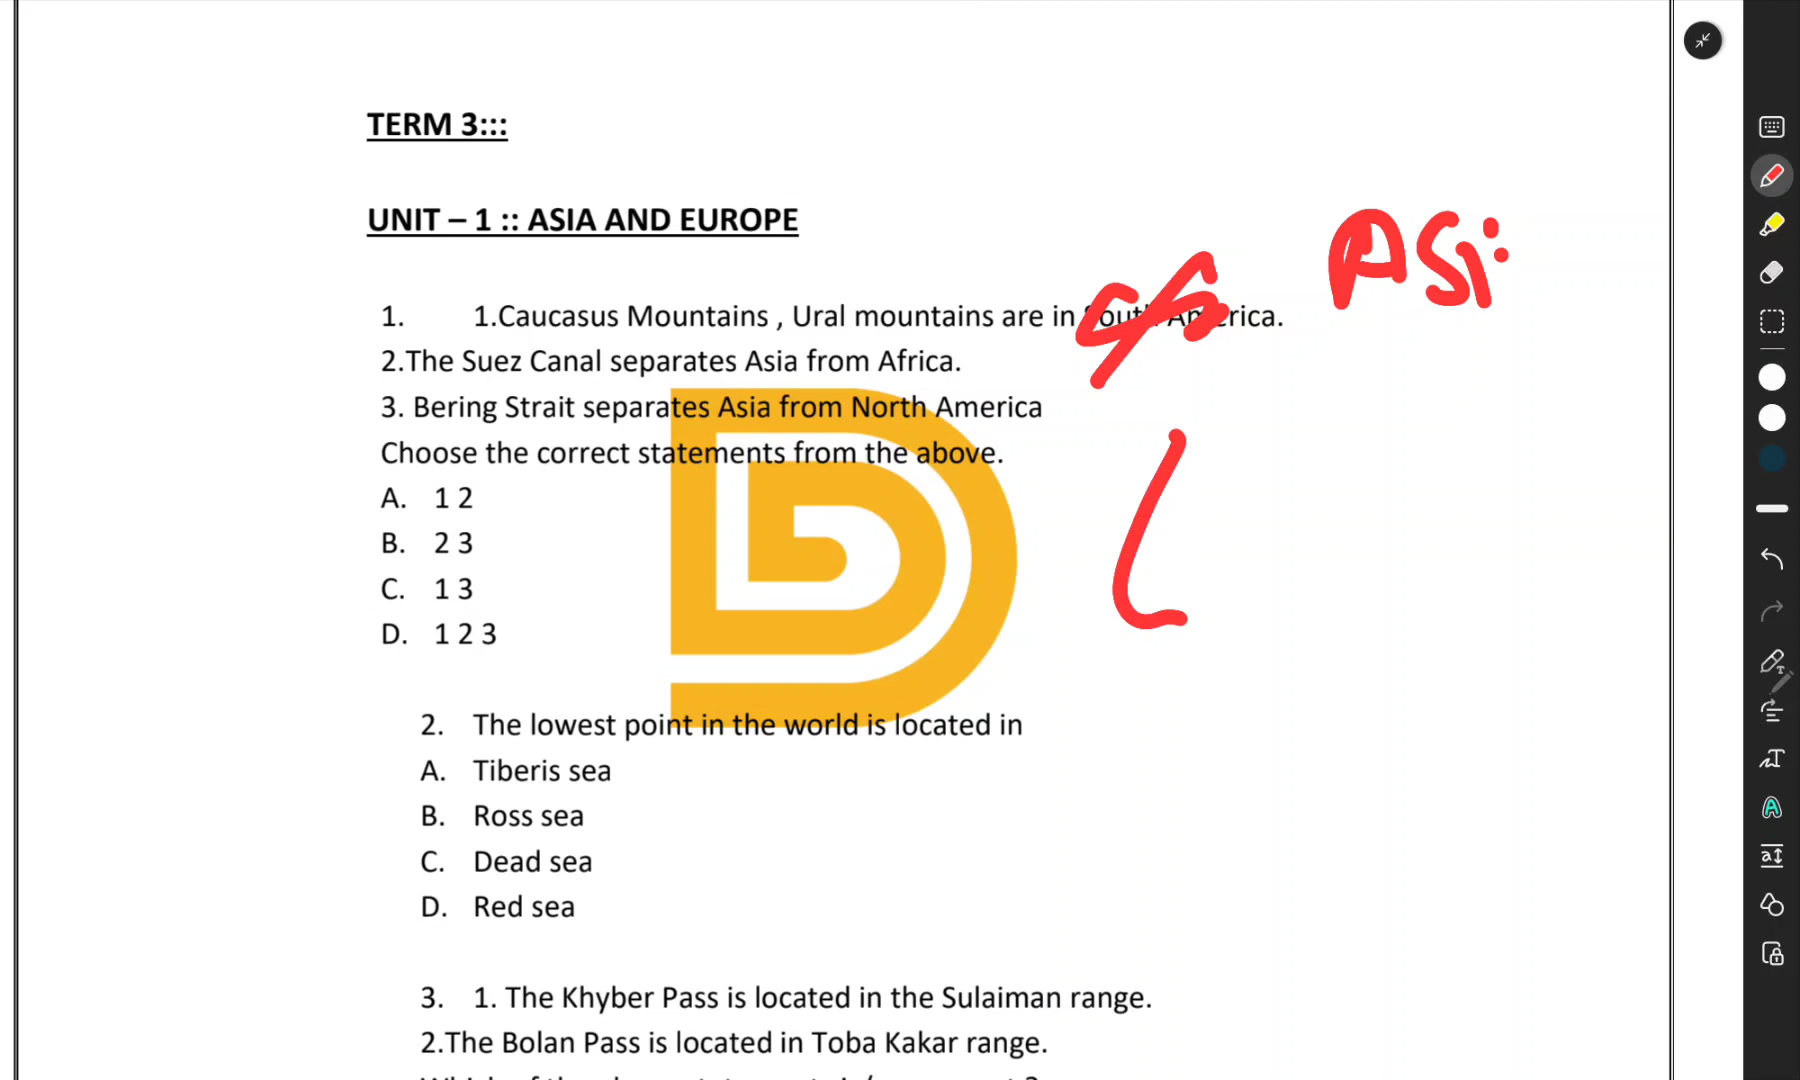 TERM 3:::
UNIT – 1 :: ASIA AND EUROPE
ASi
1. 1.Caucasus Mountains , Ural mountains are in South America.
2.The Suez Canal separates Asia from Africa.
3. Bering Strait separates Asia from North America
Choose the correct statements from the above.
A. 1 2
B. 2 3
C. 1 3
D. 1 2 3
2. The lowest point in the world is located in
A. Tiberis sea
B. Ross sea
C. Dead sea
D. Red sea
3. 1. The Khyber Pass is located in the Sulaiman range.
2.The Bolan Pass is located in Toba Kakar range.